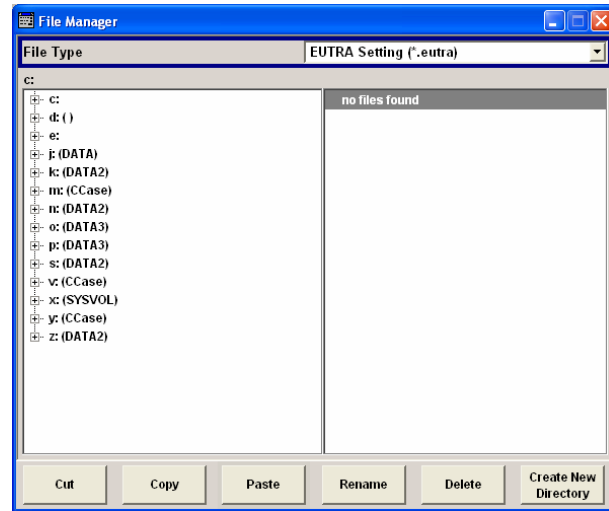 File Manager
File Type
EUTRA Setting (*.eutra)
c:
c:
d: ( )
e:
j: (DATA)
k: (DATA2)
m: (CCase)
n: (DATA2)
o: (DATA3)
p: (DATA3)
s: (DATA2)
v: (CCase)
x: (SYSVOL)
y: (CCase)
z: (DATA2)
no files found
Cut
Copy
Paste
Rename
Delete
Create New
Directory